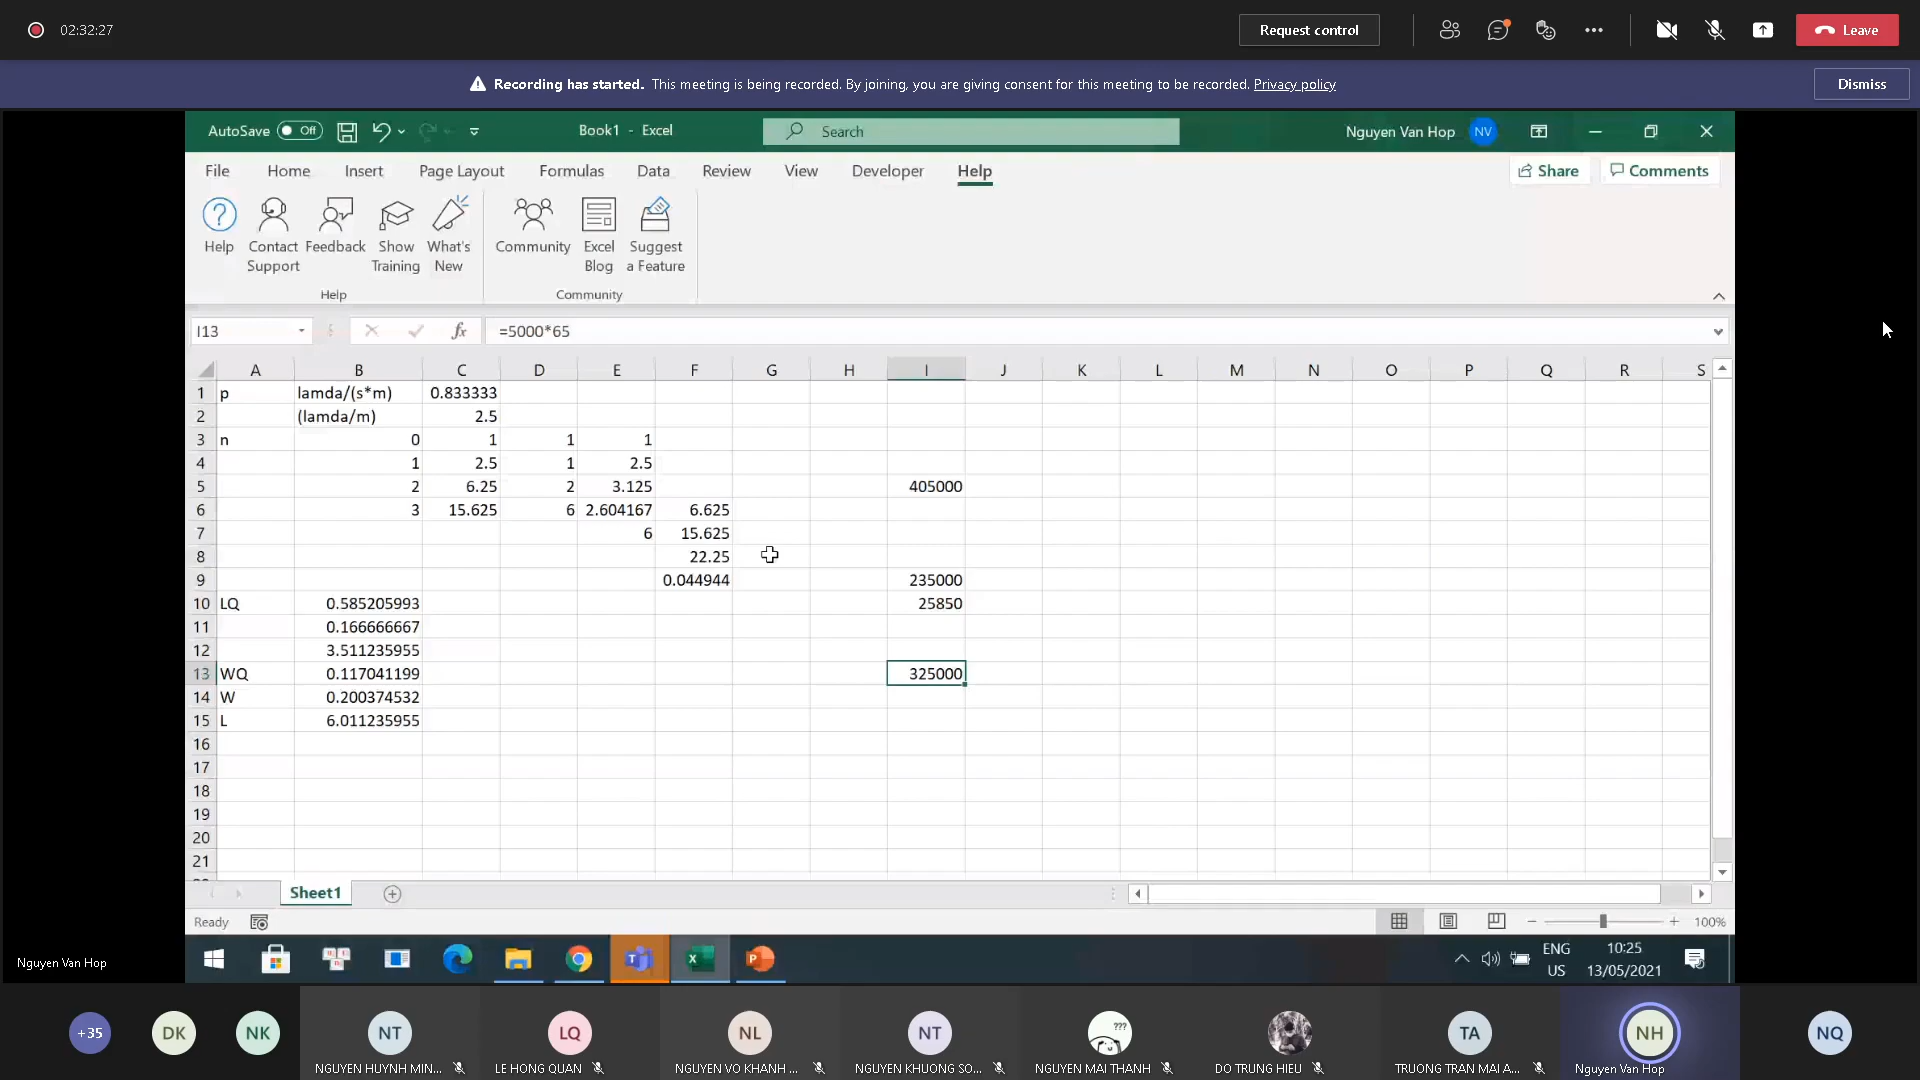 02:32:27
Request control
Leave
Recording has started. This meeting is being recorded. By joining, you are giving consent for this meeting to be recorded. Privacy policy
Dismiss
AutoSave Off
Book1 - Excel
Search
Nguyen Van Hop NV
File Home Insert Page Layout Formulas Data Review View Developer Help
Share Comments
Help Contact Support Feedback Show Training What's New Community Excel Blog Suggest a Feature
Help Community
I13 fx =5000*65
A B C D E F G H I J K L M N O P Q R S
1 p lamda/(s*m) 0.833333
2 (lamda/m) 2.5
3 n 0 1 1 1
4 1 2.5 1 2.5
5 2 6.25 2 3.125 405000
6 3 15.625 6 2.604167 6.625
7 6 15.625
8 22.25
9 0.044944 235000
10 LQ 0.585205993 25850
11 0.166666667
12 3.511235955
13 WQ 0.117041199 325000
14 W 0.200374532
15 L 6.011235955
16
17
18
19
20
21
Sheet1
Ready
100%
ENG
US
10:25
13/05/2021
Nguyen Van Hop
+35 DK NK NT LQ NL NT ??? TA NH NQ
NGUYEN HUYNH MIN... LE HONG QUAN NGUYEN VO KHANH ... NGUYEN KHUONG SO... NGUYEN MAI THANH DO TRUNG HIEU TRUONG TRAN MAI A... Nguyen Van Hop